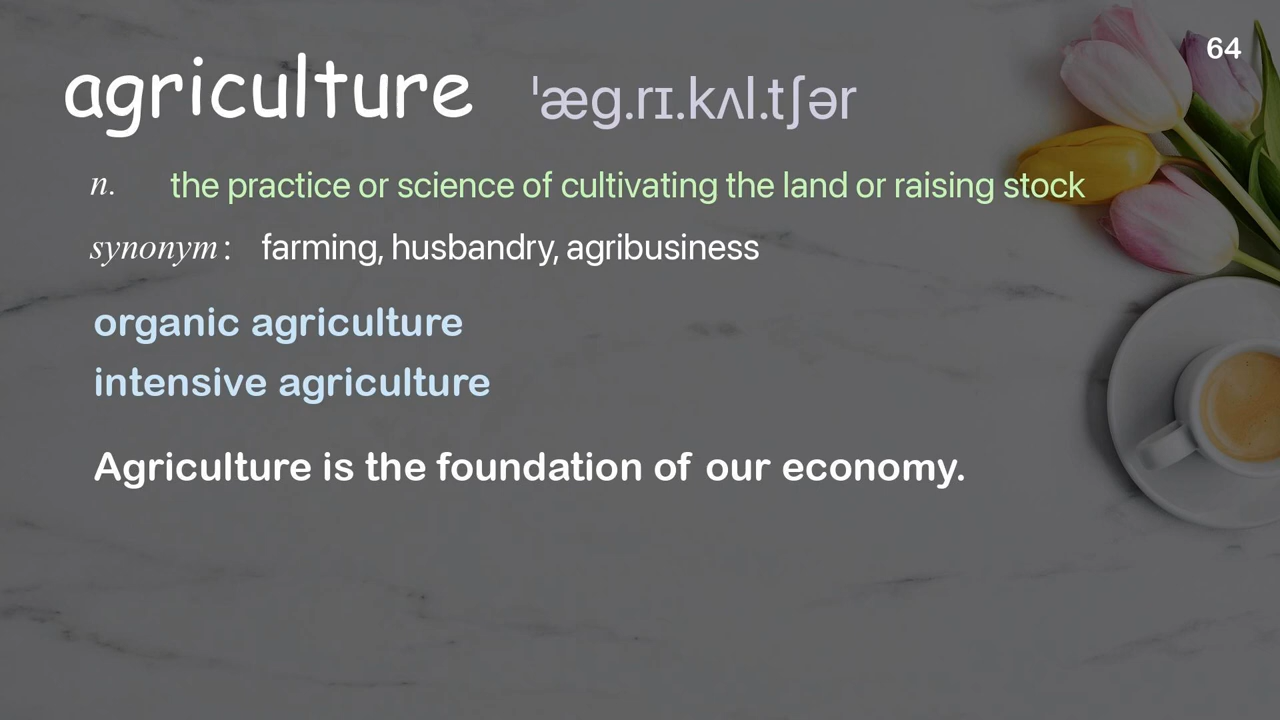 64
agriculture ˈæg.rɪ.kʌl.tʃər
n. the practice or science of cultivating the land or raising stock
synonym: farming, husbandry, agribusiness
organic agriculture
intensive agriculture
Agriculture is the foundation of our economy.